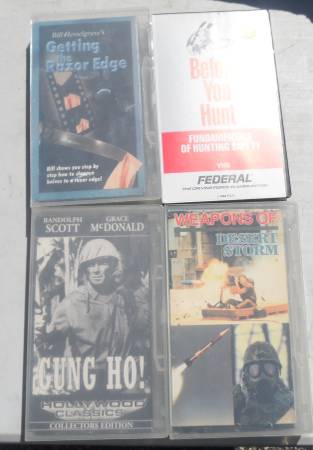 Getting
the
Razor Edge
Bill shows you step by
step how to sharpen
knives to a razor edge!
Before
You
Hunt
FUNDAMENTALS
OF HUNTING SAFETY
VHS
FEDERAL
RANDOLPH SCOTT
GRACE McDONALD
GUNG HO!
HOLLYWOOD
CLASSICS
COLLECTORS EDITION
WEAPONS OF
DESERT
STORM